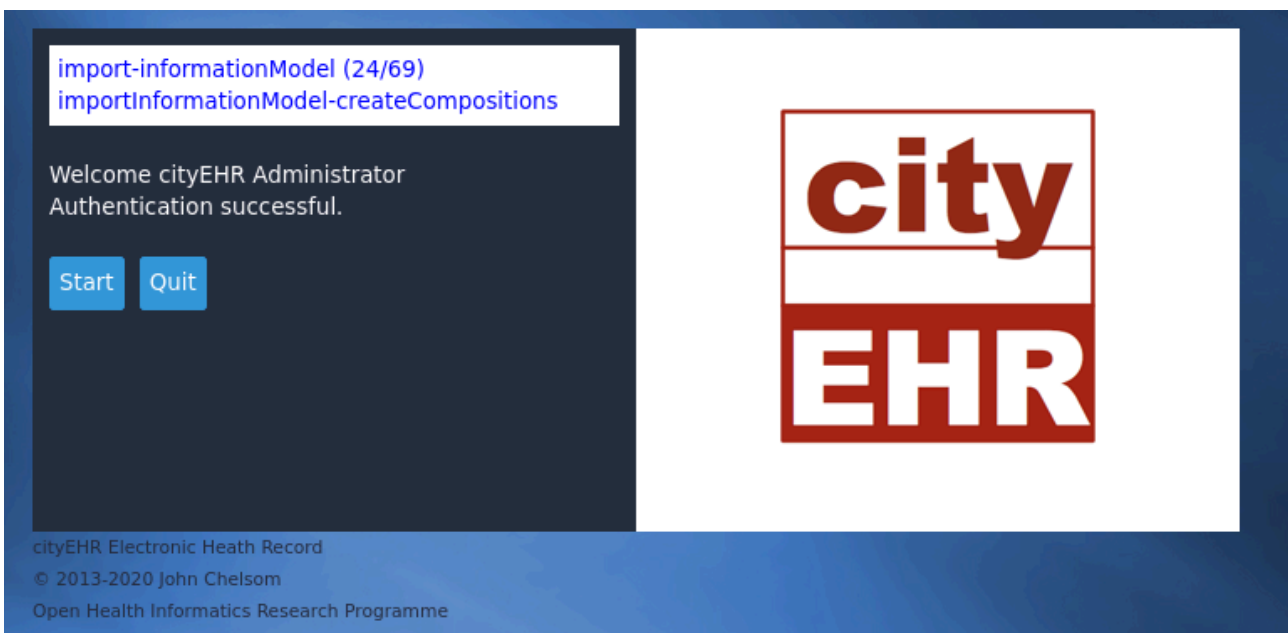 import-informationModel (24/69)
importInformationModel-createCompositions
Welcome cityEHR Administrator
Authentication successful.
Start Quit
city
EHR
cityEHR Electronic Heath Record
© 2013-2020 John Chelsom
Open Health Informatics Research Programme